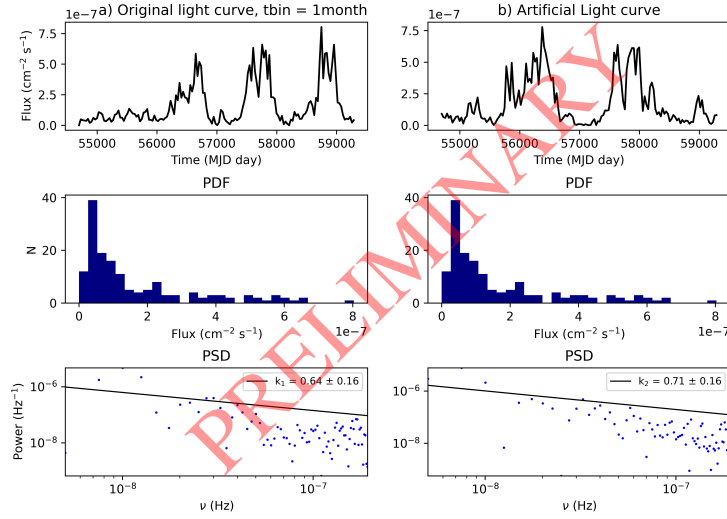 a) Original light curve, tbin = 1month
1e−7
Flux (cm⁻² s⁻¹)
7.5
5.0
2.5
0.0
55000 56000 57000 58000 59000
Time (MJD day)
b) Artificial Light curve
1e−7
7.5
5.0
2.5
0.0
55000 56000 57000 58000 59000
Time (MJD day)
PDF
N
40
20
0
0 2 4 6 8
1e−7
Flux (cm⁻² s⁻¹)
PDF
40
20
0
0 2 4 6 8
1e−7
Flux (cm⁻² s⁻¹)
PSD
Power (Hz⁻¹)
10⁻⁶
10⁻⁸
k₁ = 0.64 ± 0.16
10⁻⁸ 10⁻⁷
ν (Hz)
PSD
10⁻⁶
10⁻⁸
k₂ = 0.71 ± 0.16
10⁻⁸ 10⁻⁷
ν (Hz)
PRELIMINARY